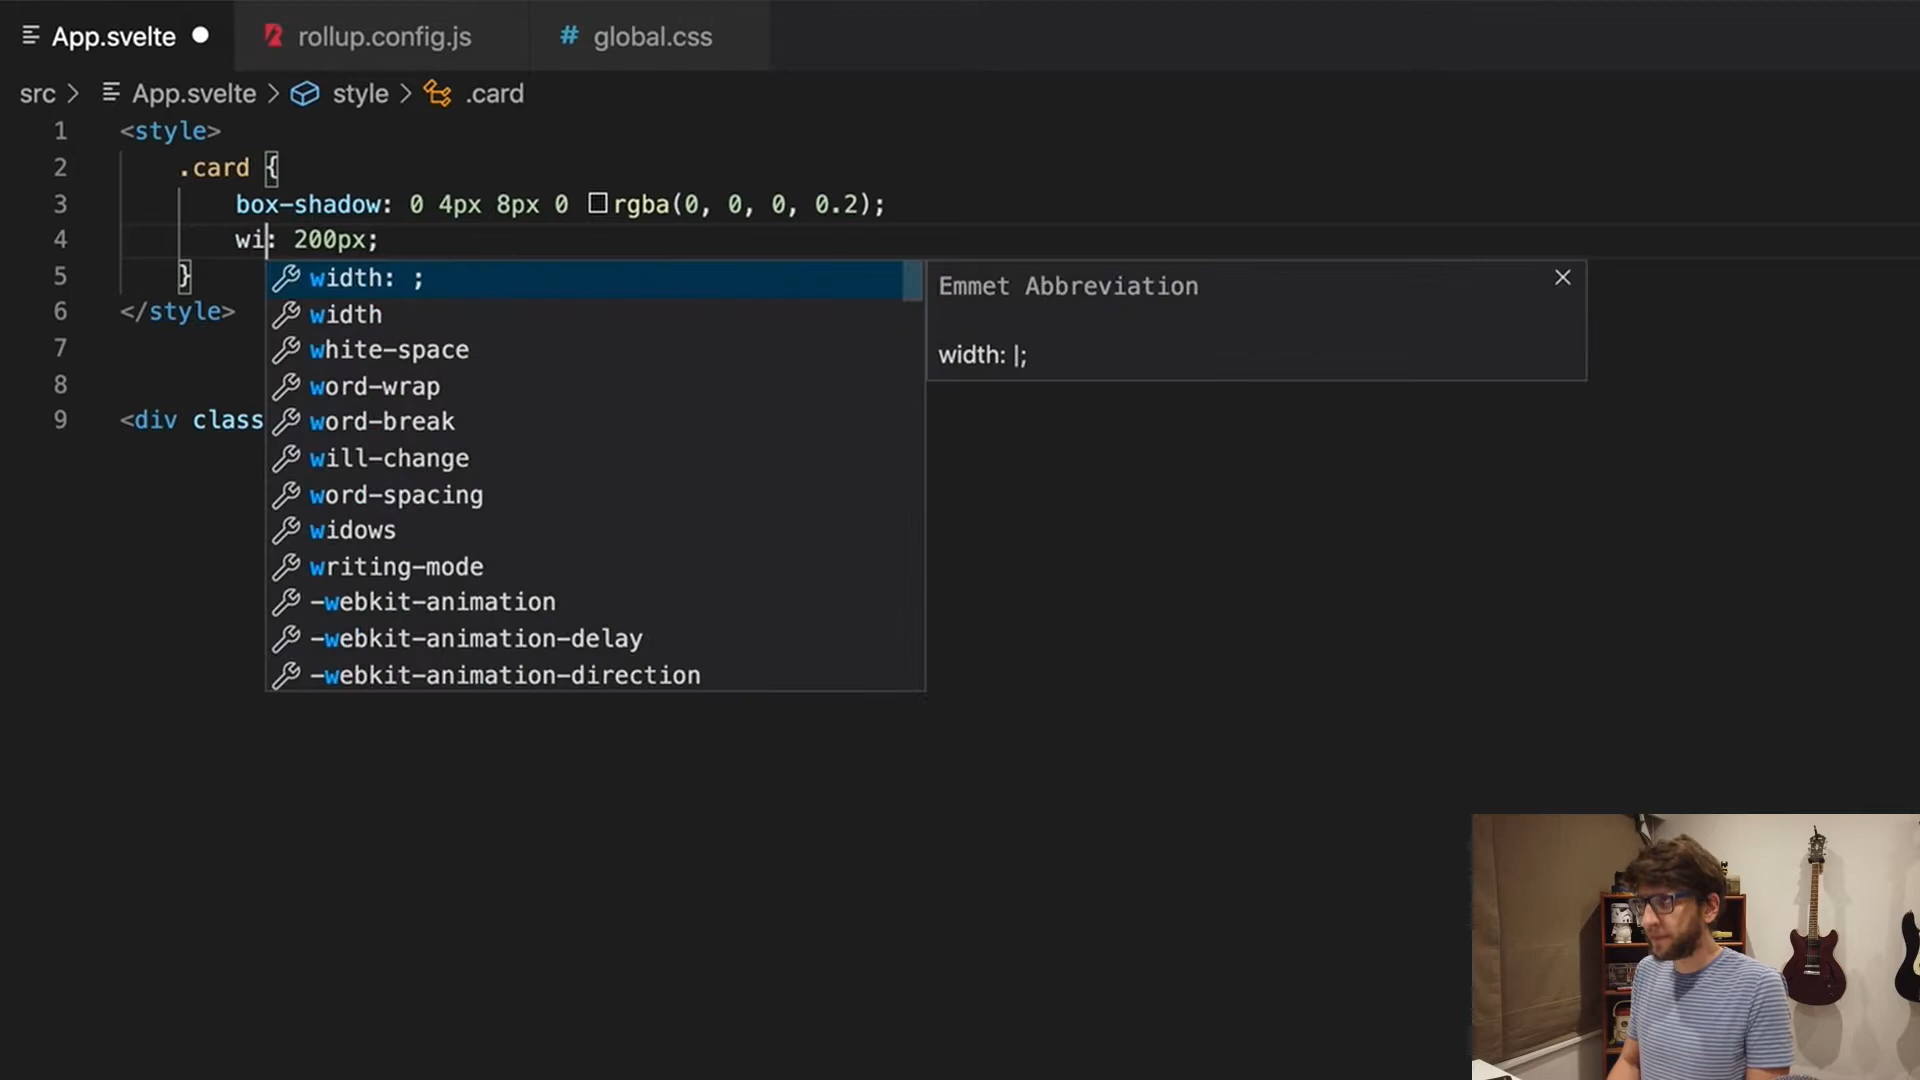 App.svelte
rollup.config.js
# global.css
src > App.svelte > style > .card
1 <style>
2 .card {
3 box-shadow: 0 4px 8px 0 rgba(0, 0, 0, 0.2);
4 wi: 200px;
5 }
6 </style>
7
8
9 <div class
width: ;
width
white-space
word-wrap
word-break
will-change
word-spacing
widows
writing-mode
-webkit-animation
-webkit-animation-delay
-webkit-animation-direction
Emmet Abbreviation
width: |;